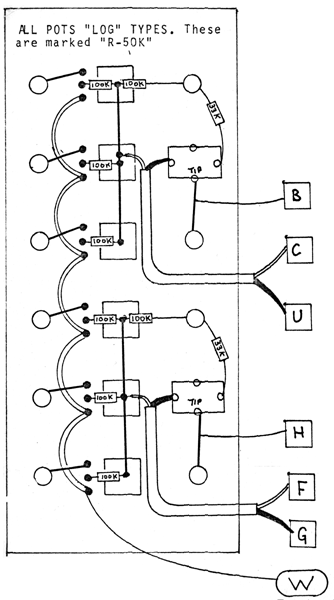 ALL POTS "LOG" TYPES. These
are marked "R-50K"
100K 100K
33K
100K
TIP
B
100K
C
U
100K 100K
33K
100K
TIP
H
100K
F
G
W